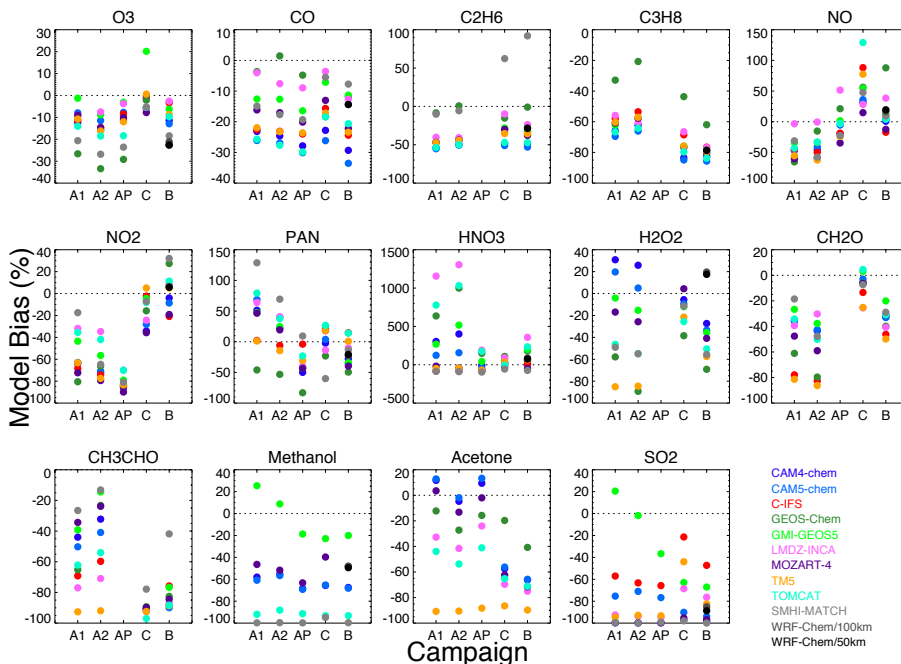 O3 CO C2H6 C3H8 NO
30 20 10 0 -10 -20 -30 -40
10 0 -10 -20 -30 -40
100 50 0 -50 -100
0 -20 -40 -60 -80 -100
150 100 50 0 -50 -100
A1 A2 AP C B A1 A2 AP C B A1 A2 AP C B A1 A2 AP C B A1 A2 AP C B
NO2 PAN HNO3 H2O2 CH2O
Model Bias (%)
40 20 0 -20 -40 -60 -80 -100
150 100 50 0 -50 -100
1500 1000 500 0 -500
40 20 0 -20 -40 -60 -80 -100
20 0 -20 -40 -60 -80 -100
A1 A2 AP C B A1 A2 AP C B A1 A2 AP C B A1 A2 AP C B A1 A2 AP C B
CH3CHO Methanol Acetone SO2
0 -20 -40 -60 -80 -100
40 20 0 -20 -40 -60 -80 -100
20 0 -20 -40 -60 -80 -100
40 20 0 -20 -40 -60 -80 -100
A1 A2 AP C B A1 A2 AP C B A1 A2 AP C B A1 A2 AP C B
Campaign
CAM4-chem
CAM5-chem
C-IFS
GEOS-Chem
GMI-GEOS5
LMDZ-INCA
MOZART-4
TM5
TOMCAT
SMHI-MATCH
WRF-Chem/100km
WRF-Chem/50km